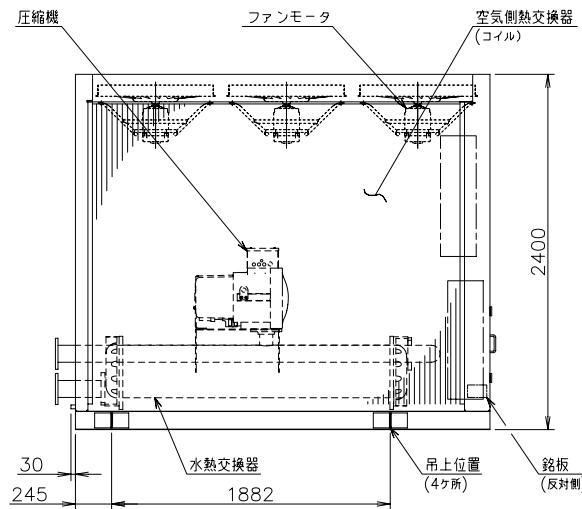 圧縮機
ファンモータ
空気側熱交換器
(コイル)
2400
30
水熱交換器
吊上位置
(4ケ所)
銘板
(反対側)
245
1882